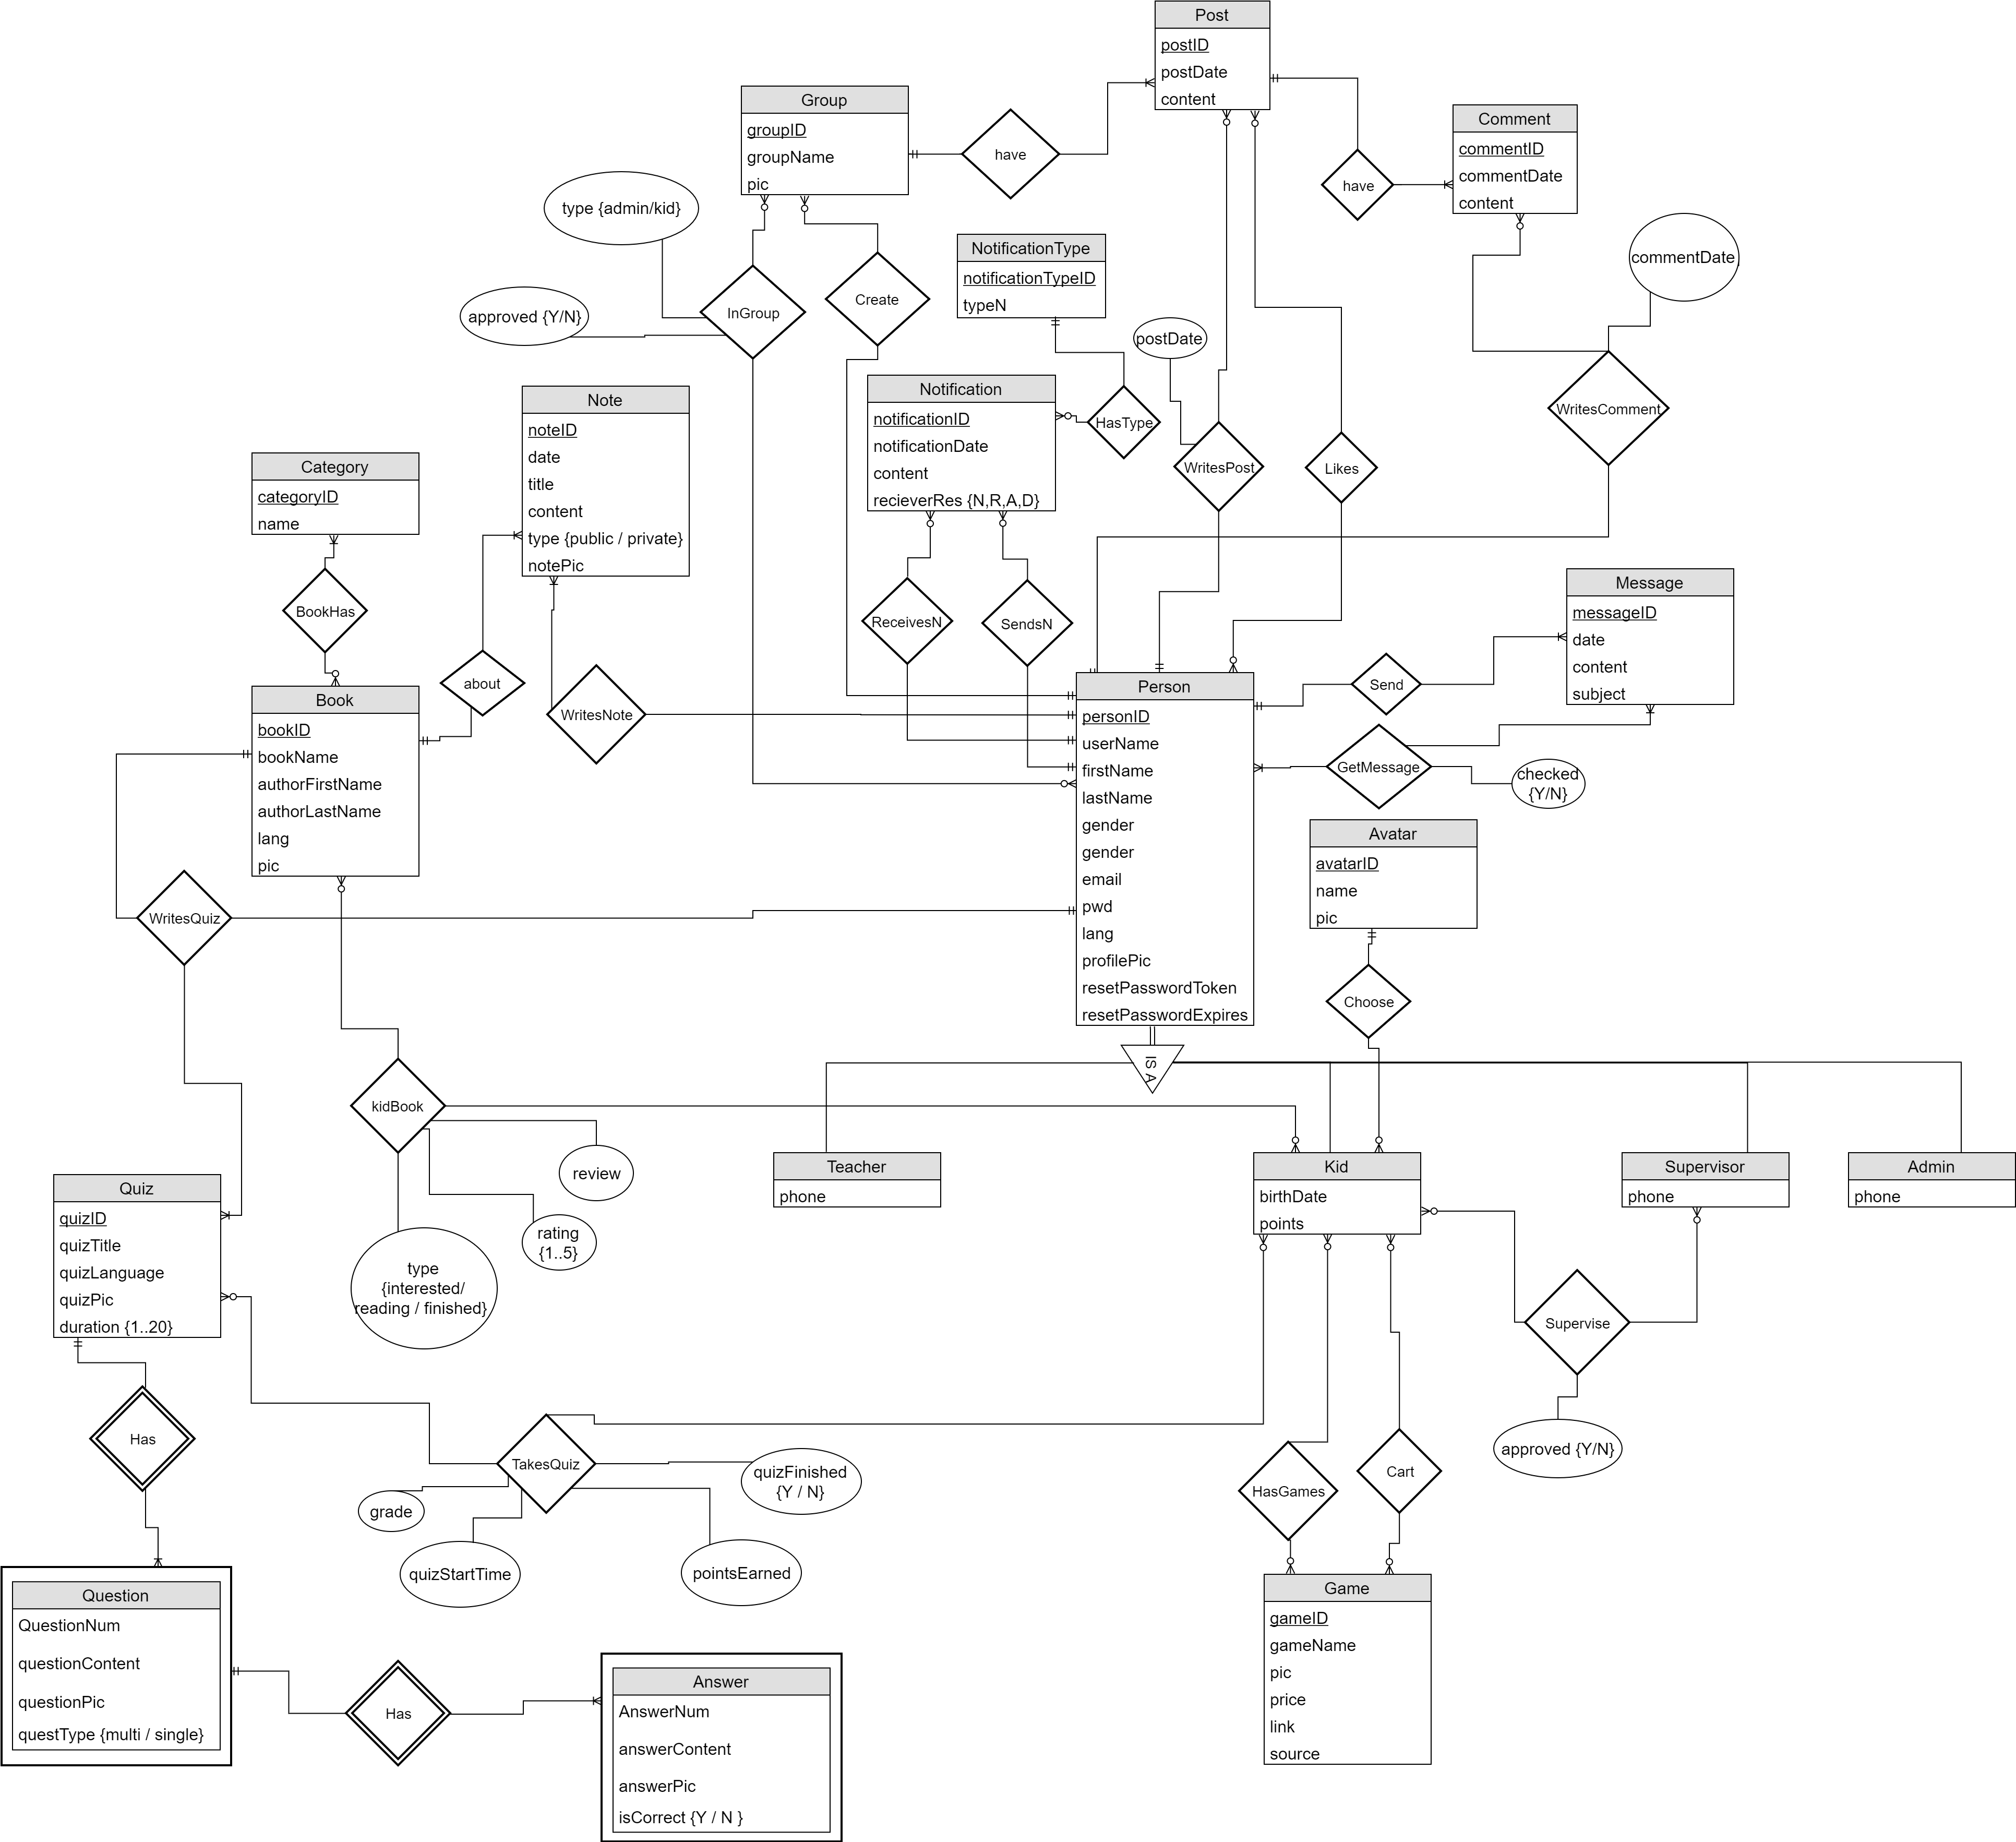 Post
postID
postDate
content
Group
groupID
groupName
pic
have
Comment
commentID
commentDate
content
have
type {admin/kid}
approved {Y/N}
InGroup
Create
NotificationType
notificationTypeID
typeN
commentDate
postDate
Notification
notificationID
notificationDate
content
recieverRes {N,R,A,D}
HasType
WritesPost
Likes
WritesComment
Note
noteID
date
title
content
type {public / private}
notePic
Category
categoryID
name
BookHas
about
WritesNote
ReceivesN
SendsN
Message
messageID
date
content
subject
Send
GetMessage
checked
{Y/N}
Book
bookID
bookName
authorFirstName
authorLastName
lang
pic
Person
personID
userName
firstName
lastName
gender
gender
email
pwd
lang
profilePic
resetPasswordToken
resetPasswordExpires
Avatar
avatarID
name
pic
WritesQuiz
Choose
IS A
kidBook
review
rating
{1..5}
type
{interested/
reading / finished}
Teacher
phone
Kid
birthDate
points
Supervisor
phone
Admin
phone
Quiz
quizID
quizTitle
quizLanguage
quizPic
duration {1..20}
Supervise
approved {Y/N}
Has
TakesQuiz
quizFinished
{Y / N}
grade
quizStartTime
pointsEarned
HasGames
Cart
Question
QuestionNum
questionContent
questionPic
questType {multi / single}
Has
Answer
AnswerNum
answerContent
answerPic
isCorrect {Y / N }
Game
gameID
gameName
pic
price
link
source